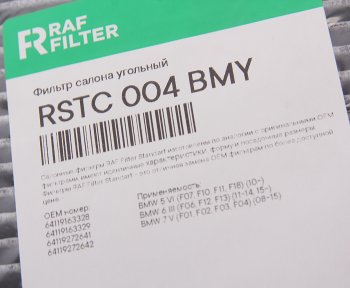 RAF
FILTER
Фильтр салона угольный
RSTC 004 BMY
Салонные фильтры RAF Filter Standart изготовлены по аналогии с оригинальными OEM
фильтрами, имеют идентичные характеристики, форму и посадочные размеры.
Фильтры RAF Filter Standart - это отличная замена OEM фильтрам по более доступной
цене.
OEM номер:
64119163328
64119163329
64119272641
64119272642
Применяемость:
BMW 5 VI (F07, F10, F11, F18) (10-)
BMW 6 III (F06, F12, F13) (11-14, 15-)
BMW 7 V (F01, F02, F03, F04) (08-15)